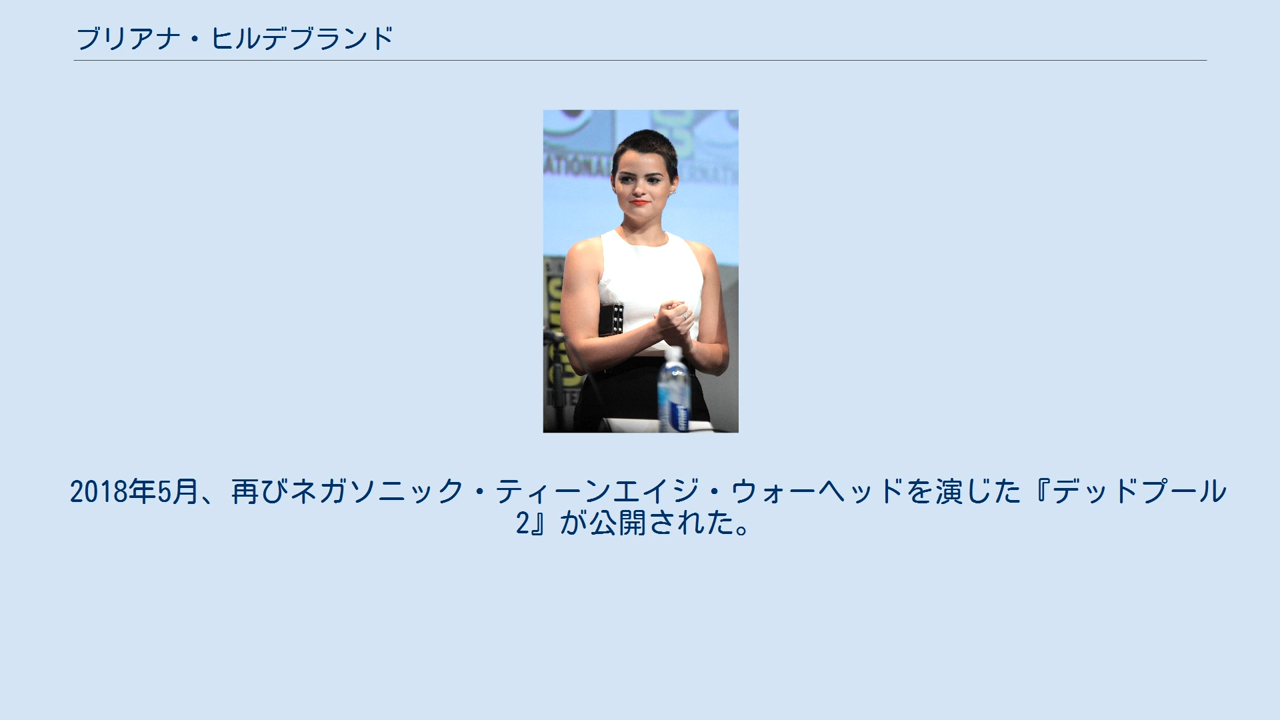 ブリアナ・ヒルデブランド
2018年5月、再びネガソニック・ティーンエイジ・ウォーヘッドを演じた『デッドプール
2』が公開された。